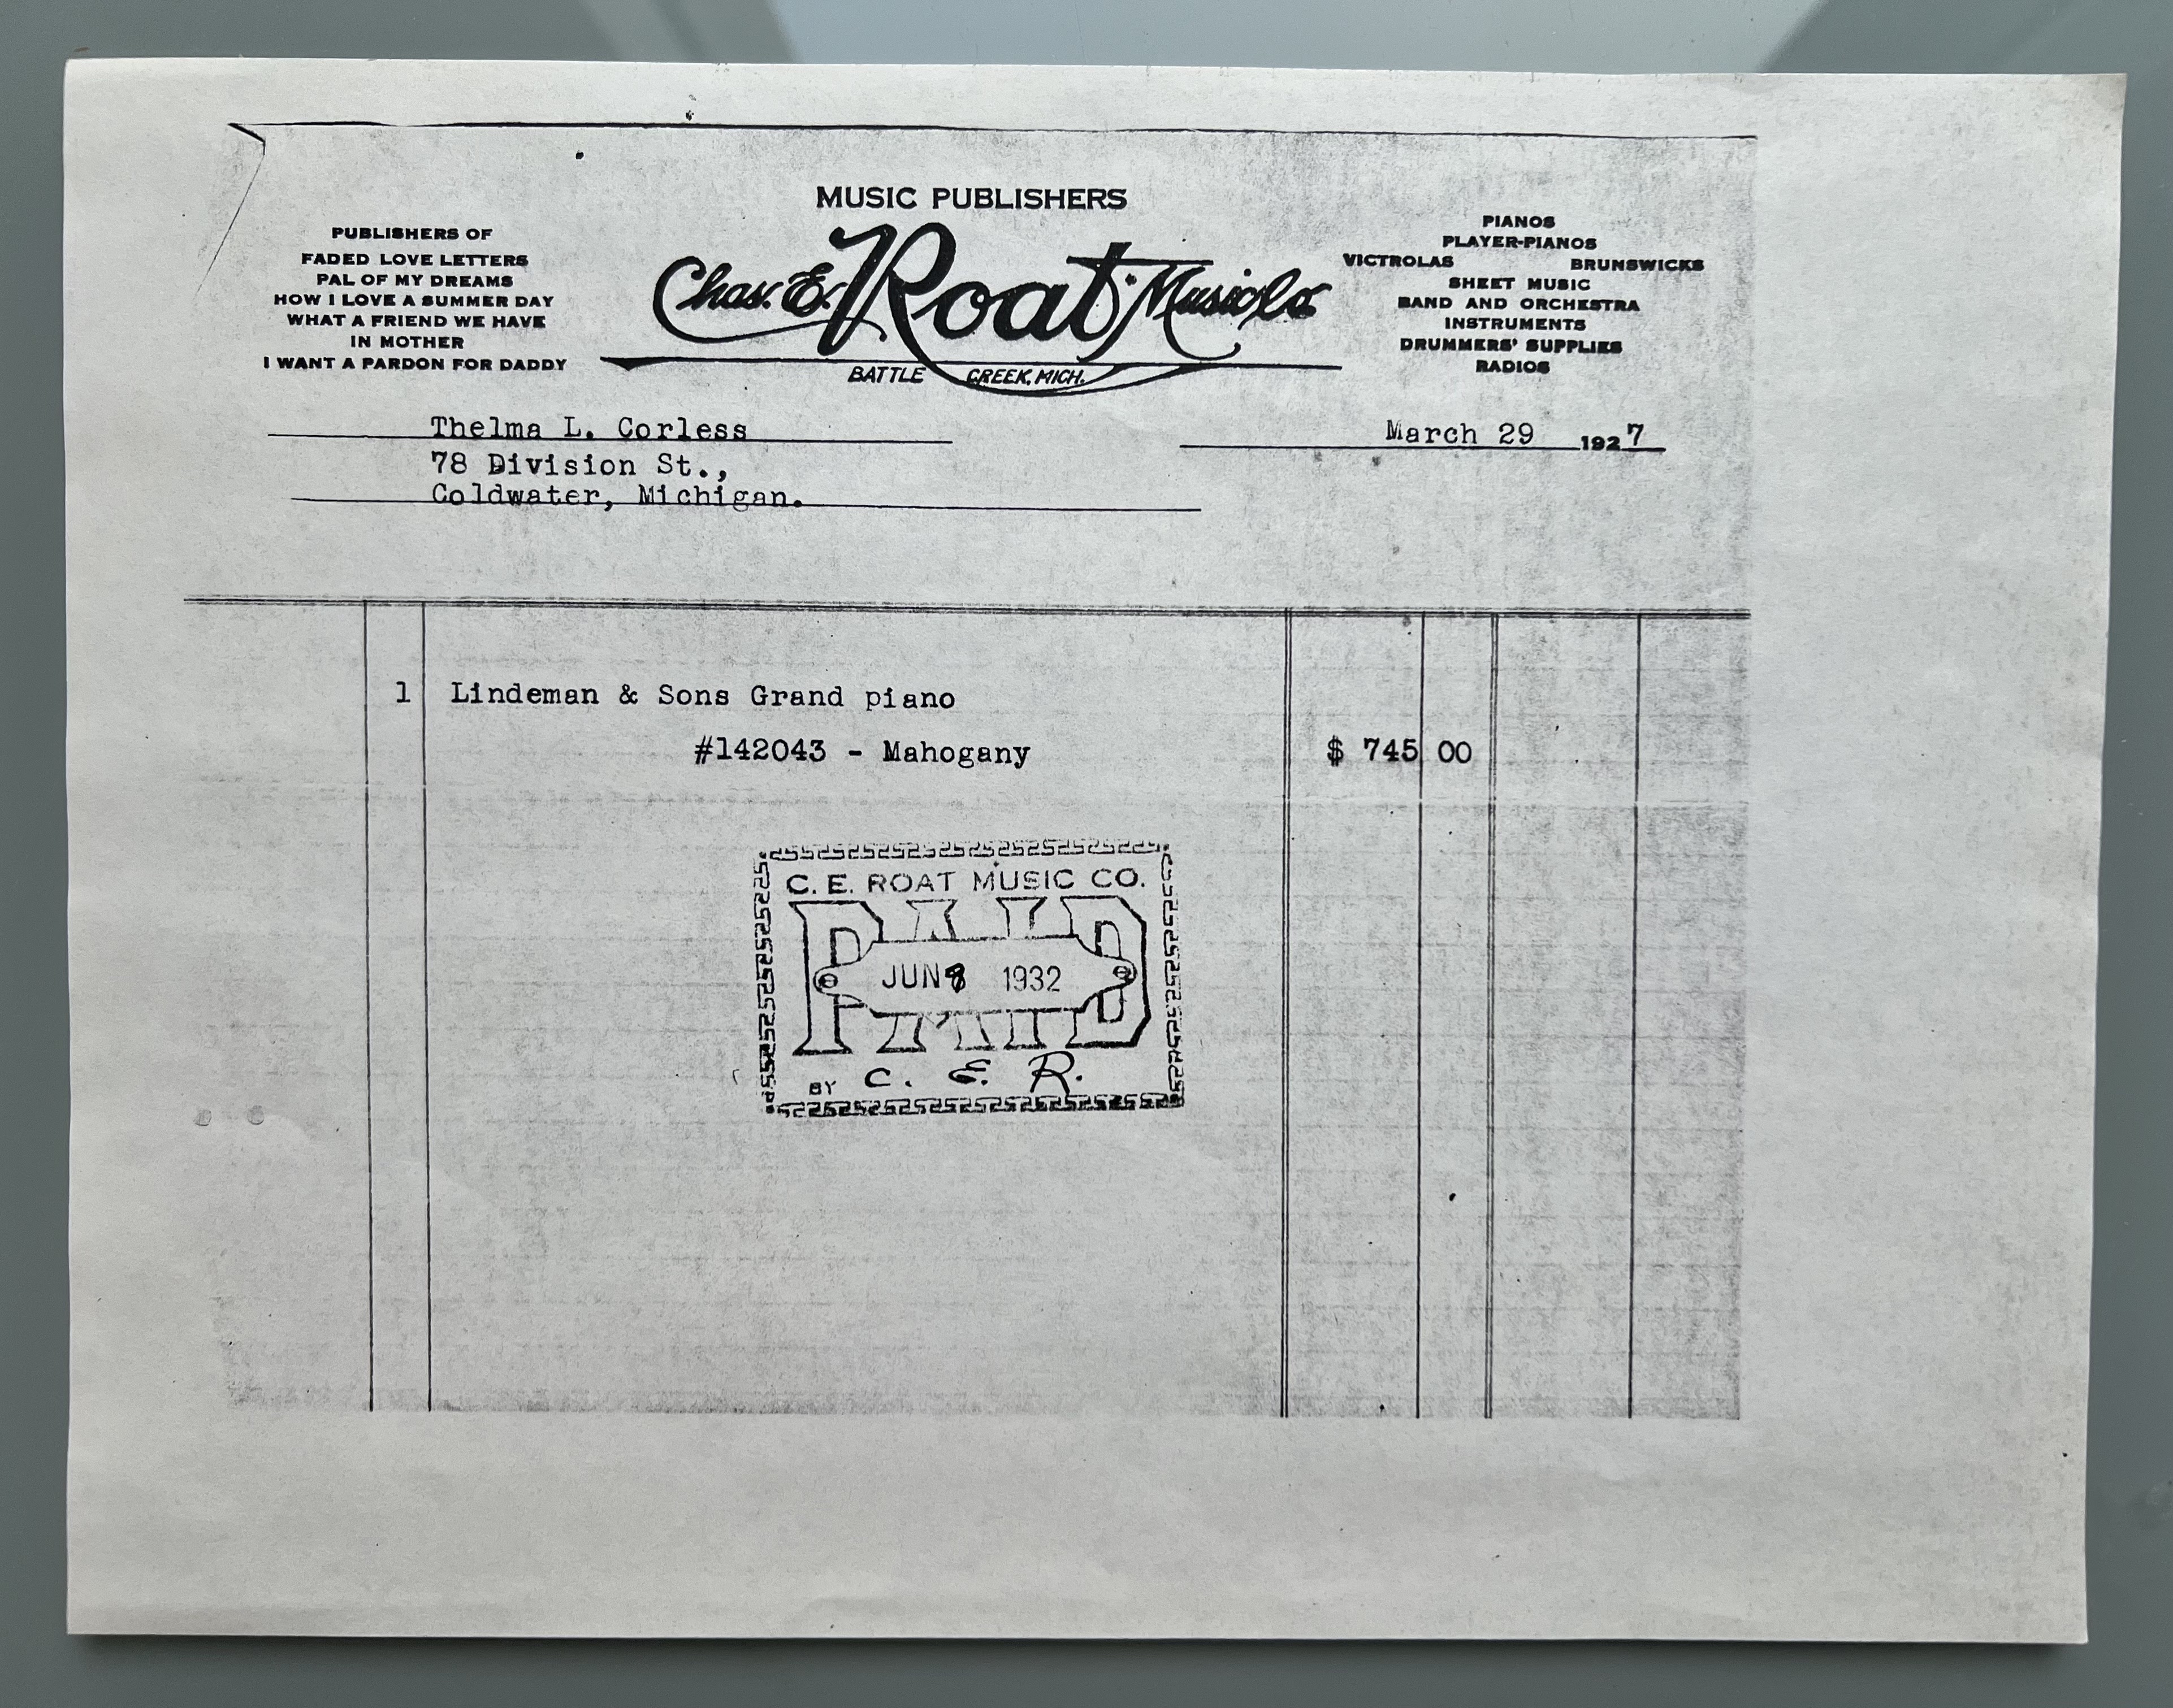 MUSIC PUBLISHERS
Chas. E. Roat Music Co
BATTLE CREEK, MICH.
PUBLISHERS OF
FADED LOVE LETTERS
PAL OF MY DREAMS
HOW I LOVE A SUMMER DAY
WHAT A FRIEND WE HAVE
IN MOTHER
I WANT A PARDON FOR DADDY
PIANOS
PLAYER-PIANOS
VICTROLAS BRUNSWICKS
SHEET MUSIC
BAND AND ORCHESTRA
INSTRUMENTS
DRUMMERS' SUPPLIES
RADIOS
Thelma L. Corless
March 29 1927
78 Division St.,
Coldwater, Michigan.
1 Lindeman & Sons Grand piano
#142043 - Mahogany $ 745 00
C. E. ROAT MUSIC CO.
PAID
JUN 1932
BY C. E. R.